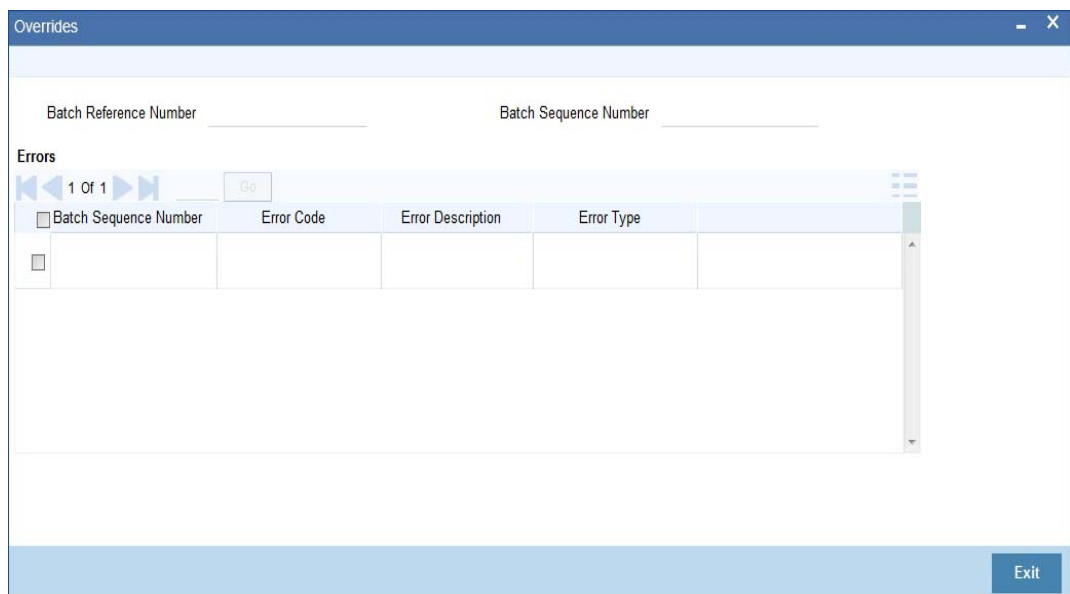 Overrides
Batch Reference Number
Batch Sequence Number
Errors
1 Of 1 Go
Batch Sequence Number Error Code Error Description Error Type
Exit